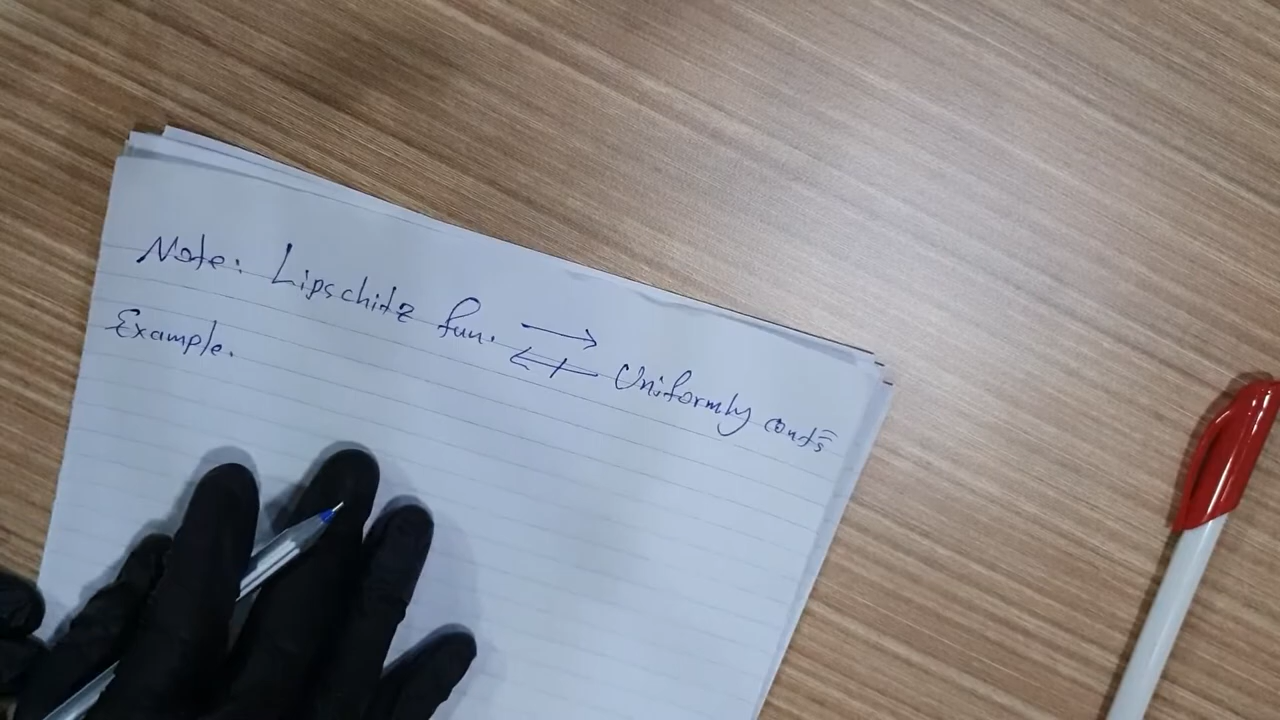 Note: Lipschitz fun. → ↚ Uniformly conts
Example.